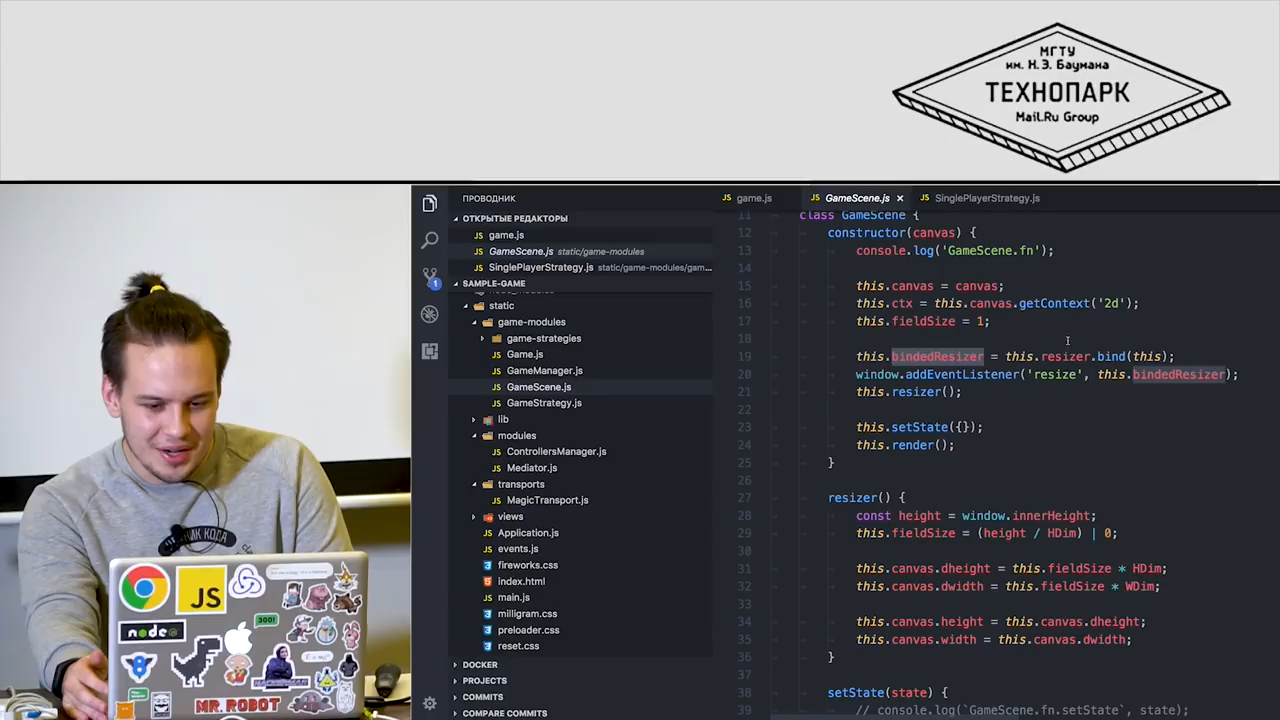 МГТУ
им. Н.Э. Баумана
ТЕХНОПАРК
Mail.Ru Group
ПРОВОДНИК
ОТКРЫТЫЕ РЕДАКТОРЫ
game.js
GameScene.js static/game-modules
SinglePlayerStrategy.js static/game-modules/gam...
SAMPLE-GAME
static
game-modules
game-strategies
Game.js
GameManager.js
GameScene.js
GameStrategy.js
lib
modules
ControllersManager.js
Mediator.js
transports
MagicTransport.js
views
Application.js
events.js
fireworks.css
index.html
main.js
milligram.css
preloader.css
reset.css
DOCKER
PROJECTS
COMMITS
COMPARE COMMITS
1
game.js
GameScene.js
SinglePlayerStrategy.js
11 class GameScene {
12 constructor(canvas) {
13 console.log('GameScene.fn');
14
15 this.canvas = canvas;
16 this.ctx = this.canvas.getContext('2d');
17 this.fieldSize = 1;
18
19 this.bindedResizer = this.resizer.bind(this);
20 window.addEventListener('resize', this.bindedResizer);
21 this.resizer();
22
23 this.setState({});
24 this.render();
25 }
26
27 resizer() {
28 const height = window.innerHeight;
29 this.fieldSize = (height / HDim) | 0;
30
31 this.canvas.dheight = this.fieldSize * HDim;
32 this.canvas.dwidth = this.fieldSize * WDim;
33
34 this.canvas.height = this.canvas.dheight;
35 this.canvas.width = this.canvas.dwidth;
36 }
37
38 setState(state) {
39 // console.log(`GameScene.fn.setState`, state);
НИК КОДА
JS
node
300!
HACKERMAN
MR. ROBOT